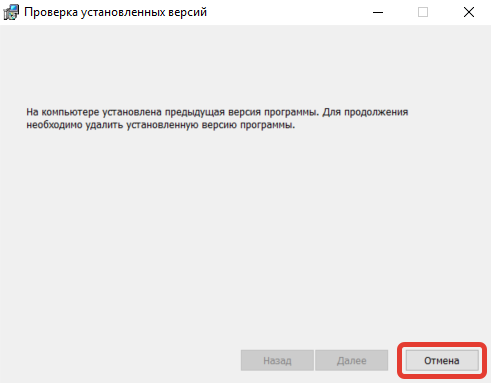 Проверка установленных версий
На компьютере установлена предыдущая версия программы. Для продолжения
необходимо удалить установленную версию программы.
Назад Далее Отмена